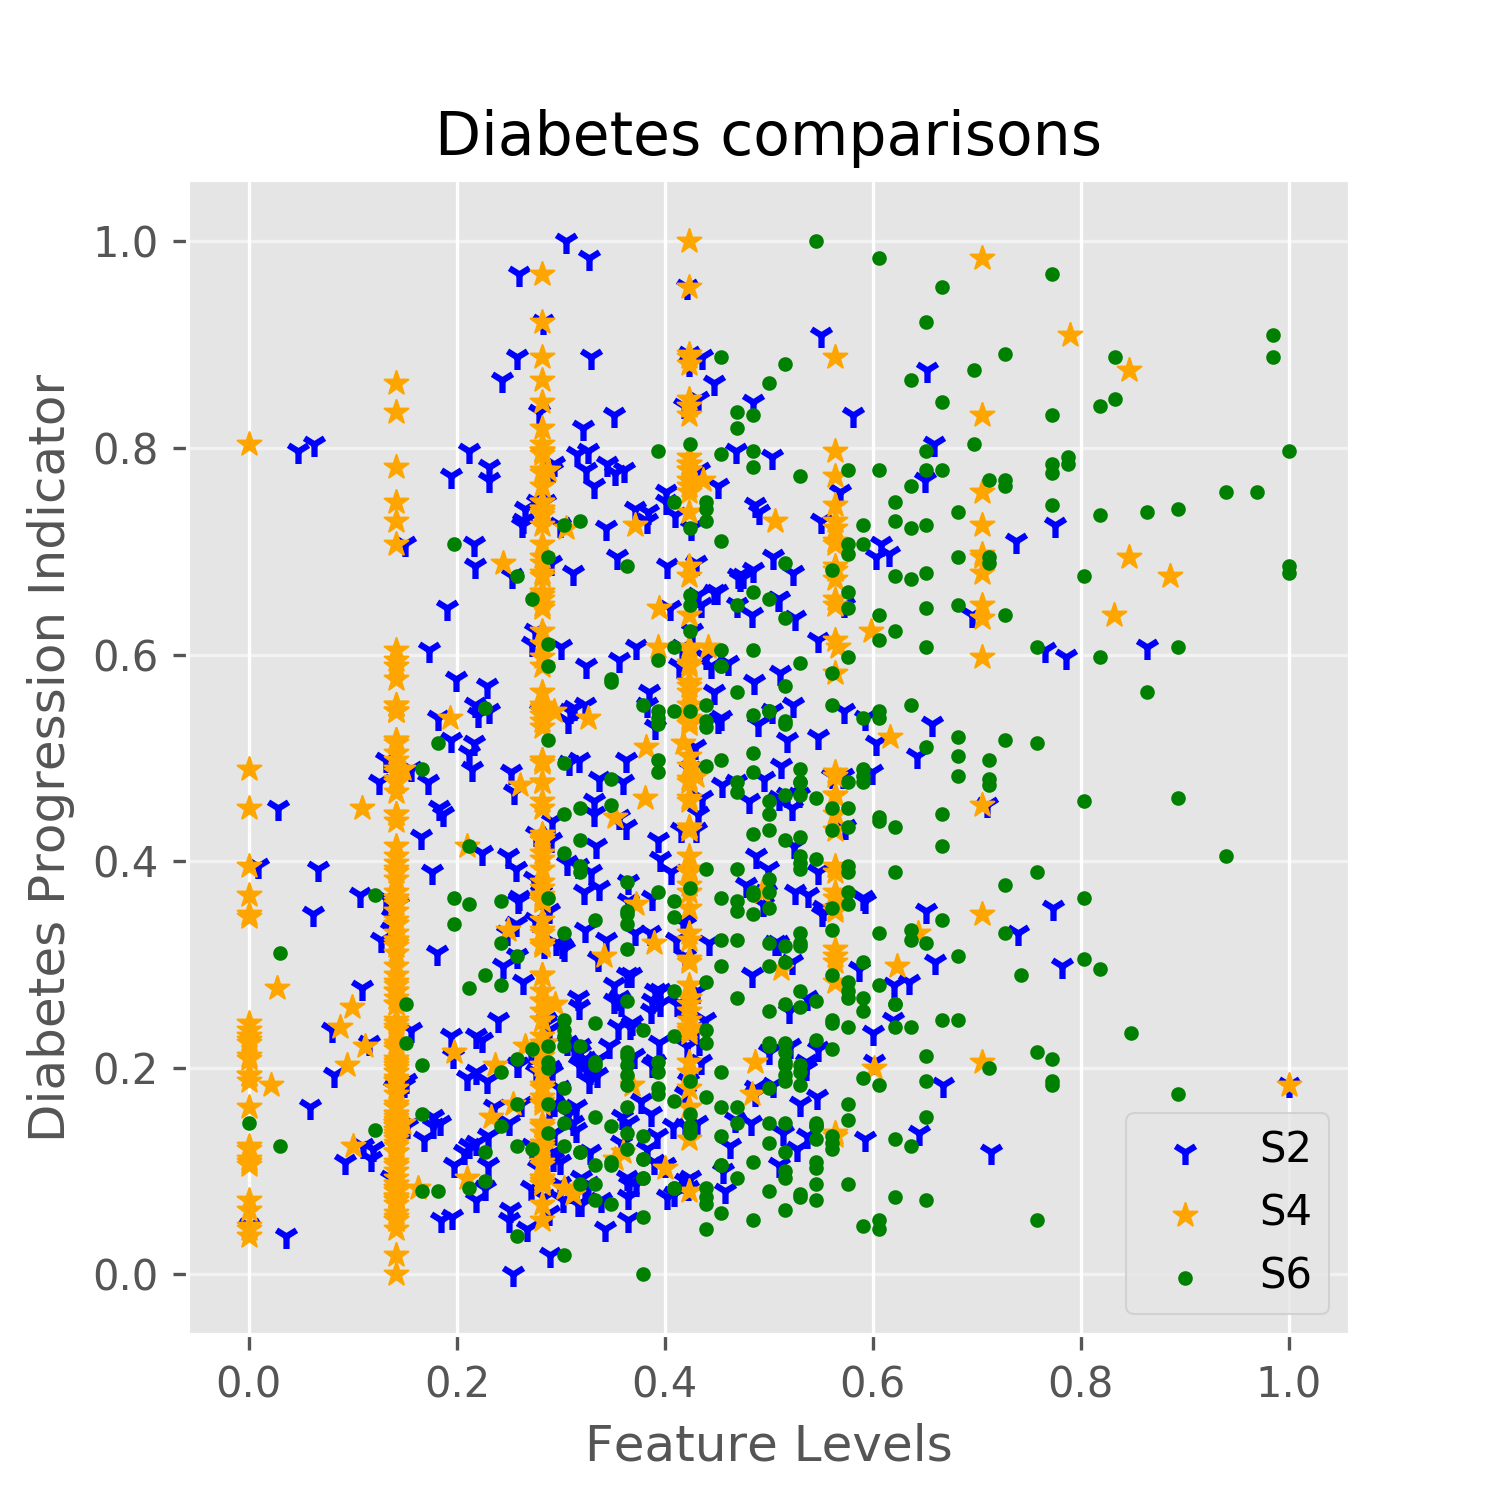 Diabetes comparisons
Diabetes Progression Indicator
1.0
0.8
0.6
0.4
0.2
0.0
S2
S4
S6
0.0 0.2 0.4 0.6 0.8 1.0
Feature Levels